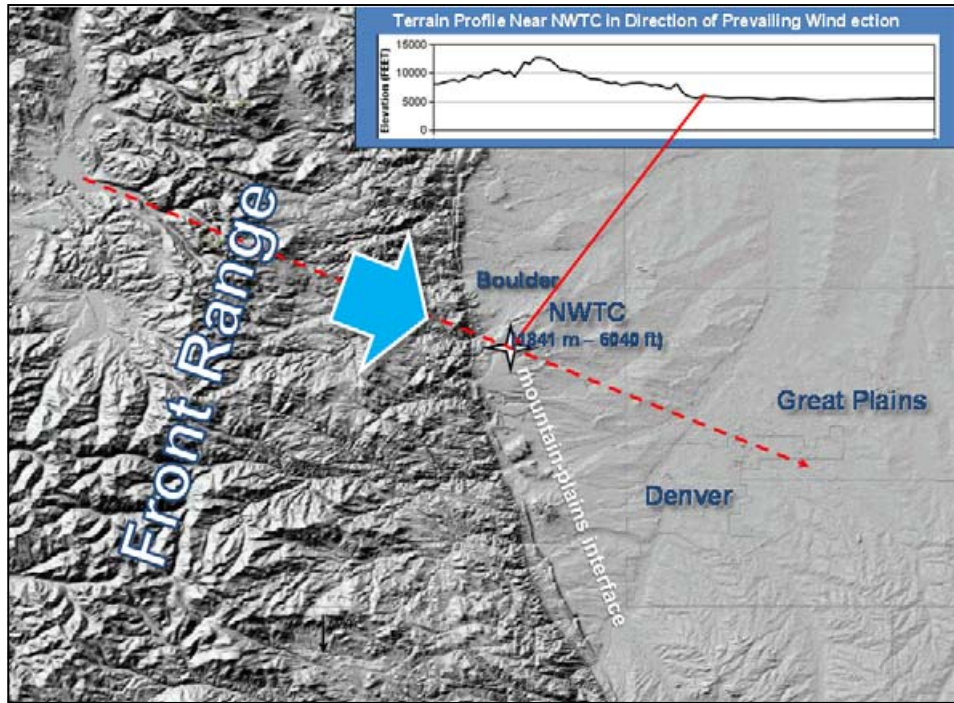 Terrain Profile Near NWTC in Direction of Prevailing Wind ection
Elevation (FEET)
15000
10000
5000
0
Front Range
Boulder
NWTC
(1841 m – 6040 ft)
mountain-plains interface
Great Plains
Denver